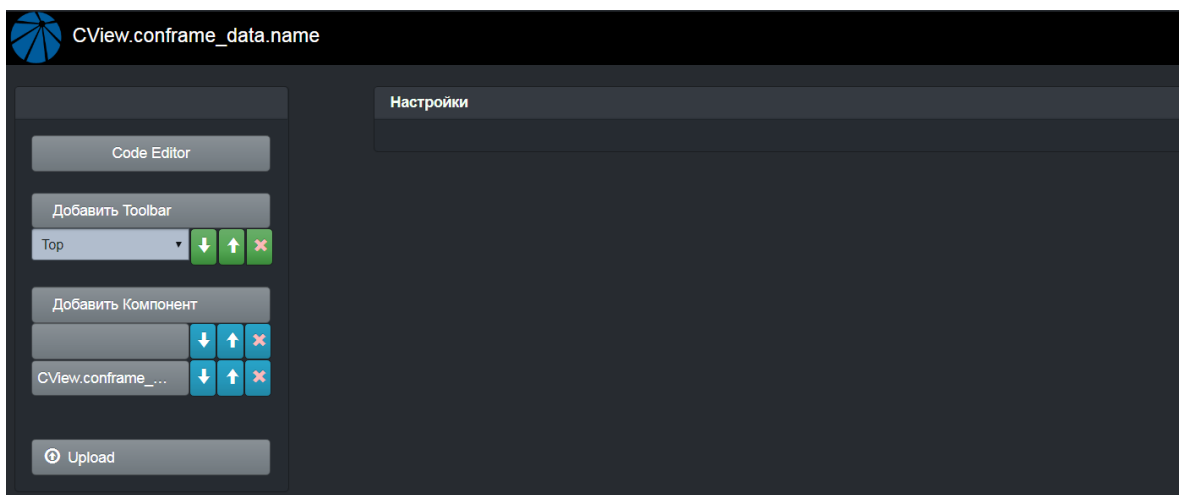 CView.conframe_data.name
Настройки
Code Editor
Добавить Toolbar
Top
Добавить Компонент
CView.conframe_...
Upload